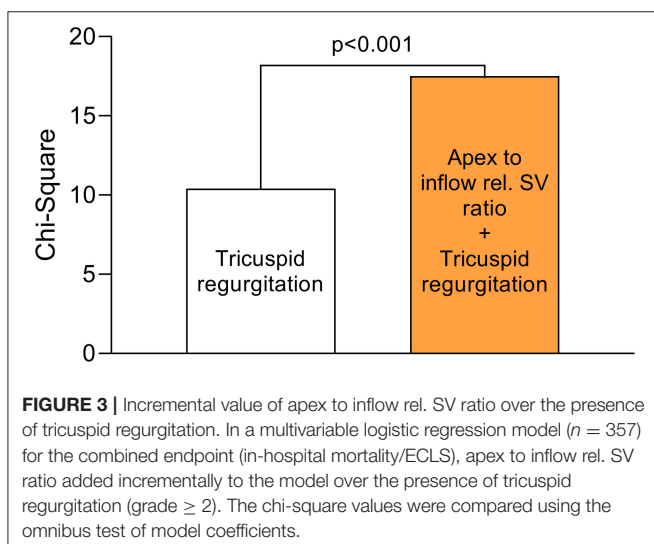 20
p<0.001
15
Chi-Square
Apex to
inflow rel. SV
ratio
+
Tricuspid
regurgitation
10
Tricuspid
regurgitation
5
0
FIGURE 3 | Incremental value of apex to inflow rel. SV ratio over the presence
of tricuspid regurgitation. In a multivariable logistic regression model (n = 357)
for the combined endpoint (in-hospital mortality/ECLS), apex to inflow rel. SV
ratio added incrementally to the model over the presence of tricuspid
regurgitation (grade ≥ 2). The chi-square values were compared using the
omnibus test of model coefficients.